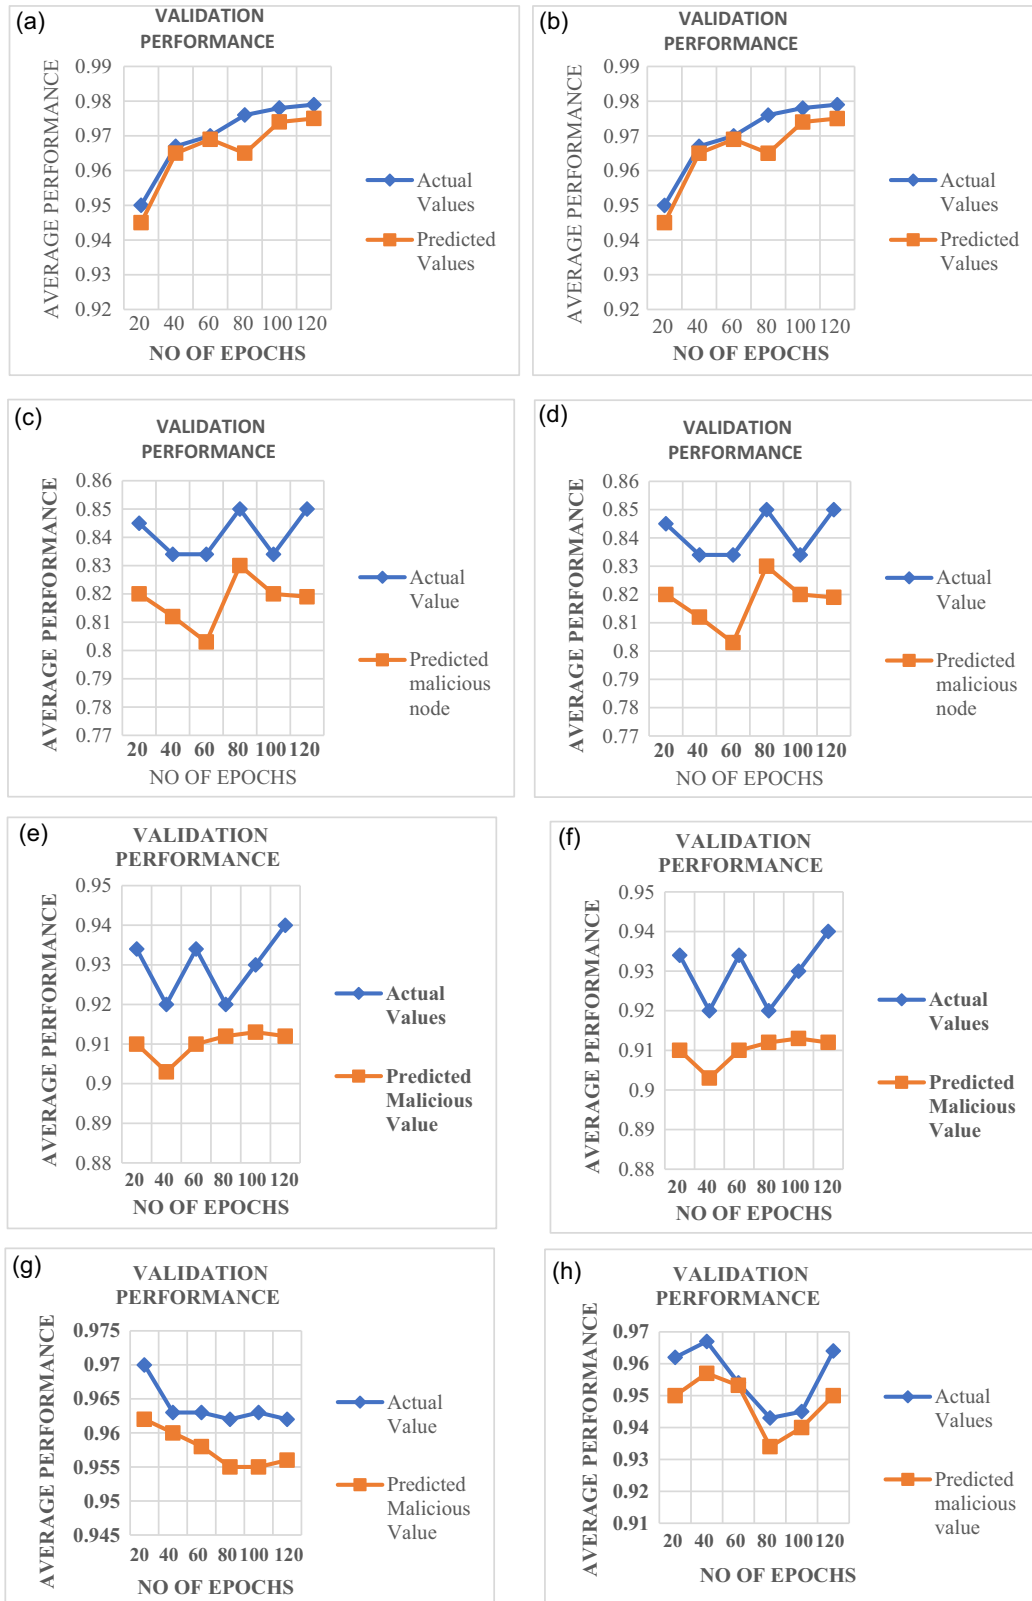 (a)
VALIDATION
PERFORMANCE
AVERAGE PERFORMANCE
0.99
0.98
0.97
0.96
0.95
0.94
0.93
0.92
20 40 60 80 100 120
NO OF EPOCHS
Actual
Values
Predicted
Values
(b)
VALIDATION
PERFORMANCE
AVERAGE PERFORMANCE
0.99
0.98
0.97
0.96
0.95
0.94
0.93
0.92
20 40 60 80 100 120
NO OF EPOCHS
Actual
Values
Predicted
Values
(c)
VALIDATION
PERFORMANCE
AVERAGE PERFORMANCE
0.86
0.85
0.84
0.83
0.82
0.81
0.8
0.79
0.78
0.77
20 40 60 80 100 120
NO OF EPOCHS
Actual
Value
Predicted
malicious
node
(d)
VALIDATION
PERFORMANCE
AVERAGE PERFORMANCE
0.86
0.85
0.84
0.83
0.82
0.81
0.8
0.79
0.78
0.77
20 40 60 80 100 120
NO OF EPOCHS
Actual
Value
Predicted
malicious
node
(e)
VALIDATION
PERFORMANCE
AVERAGE PERFORMANCE
0.95
0.94
0.93
0.92
0.91
0.9
0.89
0.88
20 40 60 80 100 120
NO OF EPOCHS
Actual
Values
Predicted
Malicious
Value
(f)
VALIDATION
PERFORMANCE
AVERAGE PERFORMANCE
0.95
0.94
0.93
0.92
0.91
0.9
0.89
0.88
20 40 60 80 100 120
NO OF EPOCHS
Actual
Values
Predicted
Malicious
Value
(g)
VALIDATION
PERFORMANCE
AVERAGE PERFORMANCE
0.975
0.97
0.965
0.96
0.955
0.95
0.945
20 40 60 80 100 120
NO OF EPOCHS
Actual
Value
Predicted
Malicious
Value
(h)
VALIDATION
PERFORMANCE
AVERAGE PERFORMANCE
0.97
0.96
0.95
0.94
0.93
0.92
0.91
20 40 60 80 100 120
NO OF EPOCHS
Actual
Values
Predicted
malicious
value